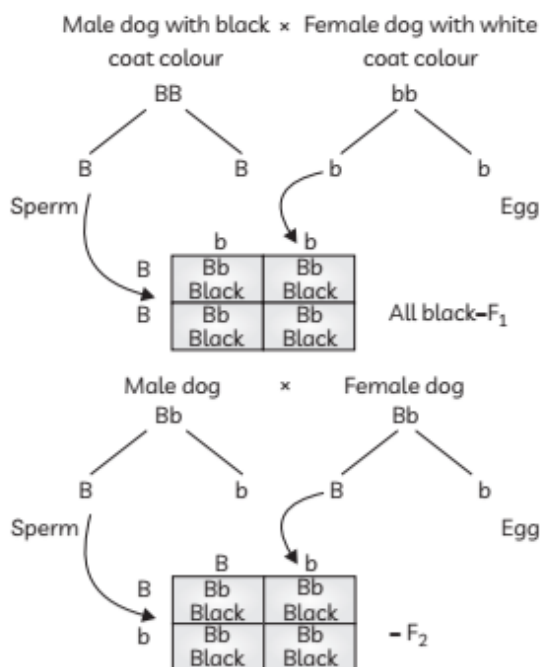 Male dog with black × Female dog with white
coat colour coat colour
BB bb
B B b b
Sperm Egg
b b
B Bb Bb
Black Black
B Bb Bb All black–F₁
Black Black
Male dog × Female dog
Bb Bb
B b B b
Sperm Egg
B b
B Bb Bb
Black Black
b Bb Bb – F₂
Black Black